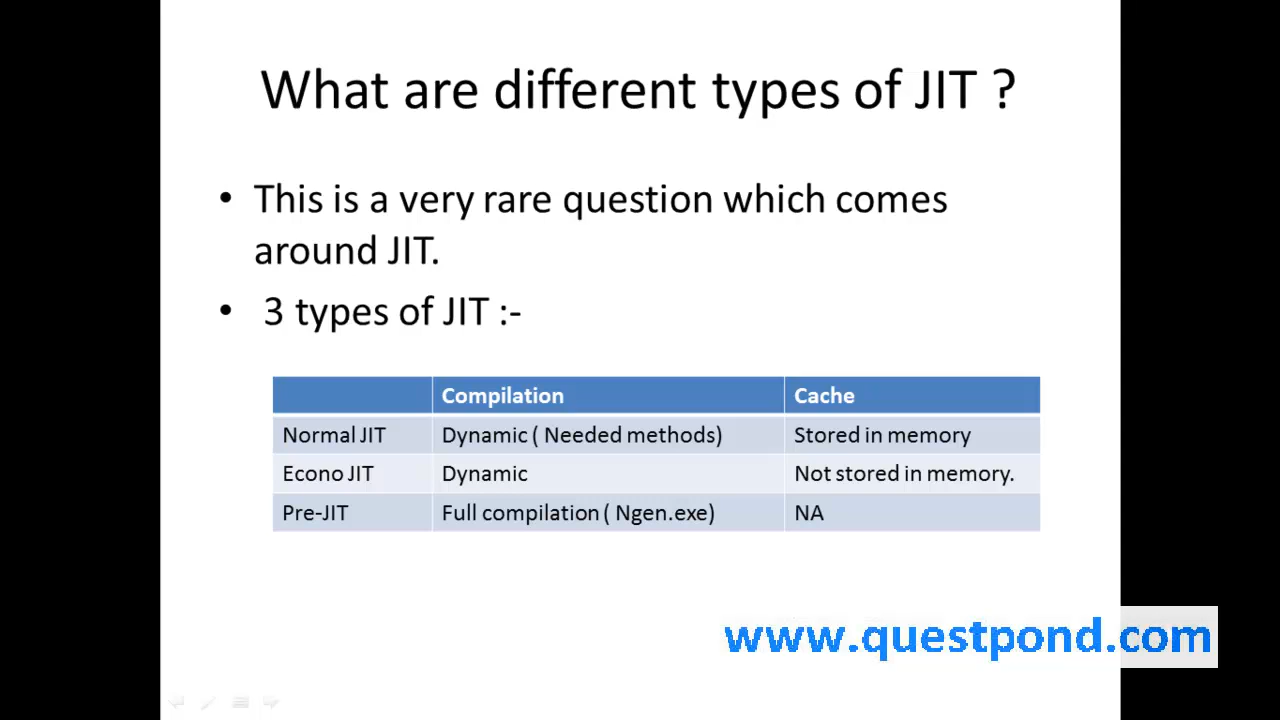 What are different types of JIT ?
• This is a very rare question which comes
around JIT.
• 3 types of JIT :-
Compilation Cache
Normal JIT Dynamic ( Needed methods) Stored in memory
Econo JIT Dynamic Not stored in memory.
Pre-JIT Full compilation ( Ngen.exe) NA
www.questpond.com